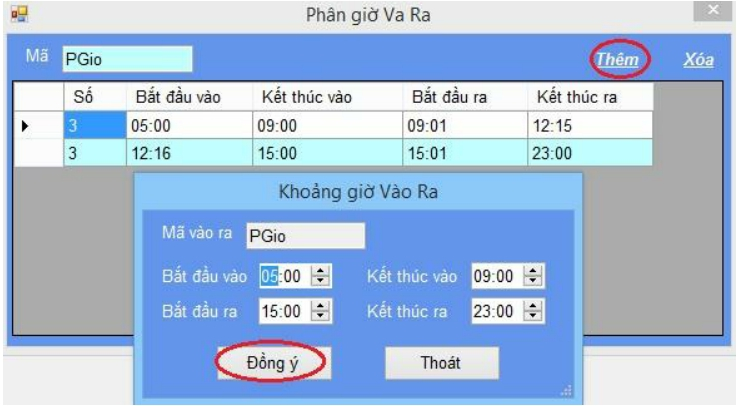 Phân giờ Va Ra
Mã PGio Thêm Xóa
Số Bắt đầu vào Kết thúc vào Bắt đầu ra Kết thúc ra
3 05:00 09:00 09:01 12:15
3 12:16 15:00 15:01 23:00
Khoảng giờ Vào Ra
Mã vào ra PGio
Bắt đầu vào 05:00 Kết thúc vào 09:00
Bắt đầu ra 15:00 Kết thúc ra 23:00
Đồng ý Thoát